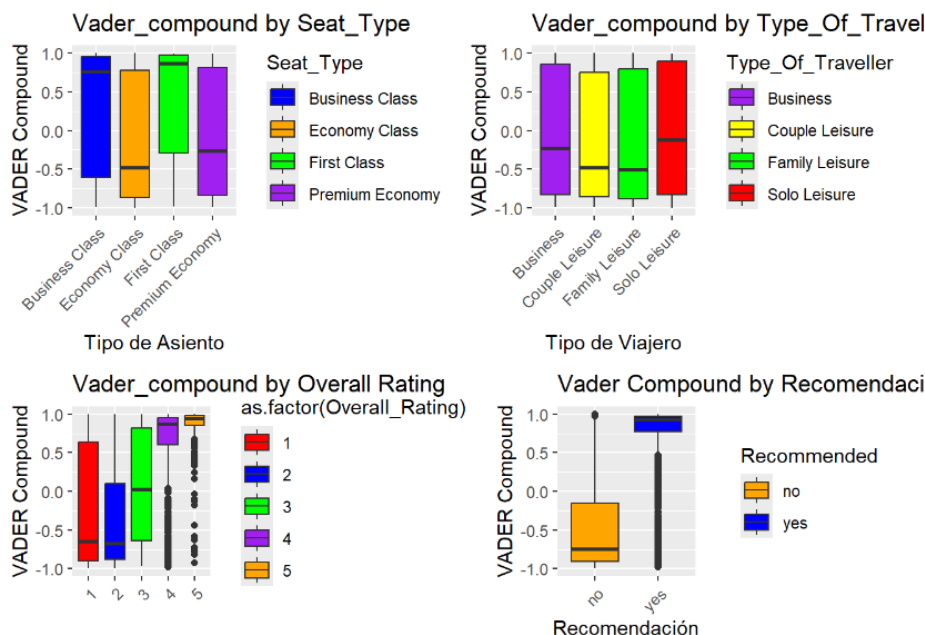 Vader_compound by Seat_Type
VADER Compound
1.0
0.5
0.0
-0.5
-1.0
Business Class
Economy Class
First Class
Premium Economy
Tipo de Asiento
Seat_Type
Business Class
Economy Class
First Class
Premium Economy
Vader_compound by Type_Of_Travel
VADER Compound
1.0
0.5
0.0
-0.5
-1.0
Business
Couple Leisure
Family Leisure
Solo Leisure
Tipo de Viajero
Type_Of_Traveller
Business
Couple Leisure
Family Leisure
Solo Leisure
Vader_compound by Overall Rating
VADER Compound
1.0
0.5
0.0
-0.5
-1.0
1
2
3
4
5
as.factor(Overall_Rating)
1
2
3
4
5
Vader Compound by Recomendaci
VADER Compound
1.0
0.5
0.0
-0.5
-1.0
no
yes
Recomendación
Recommended
no
yes